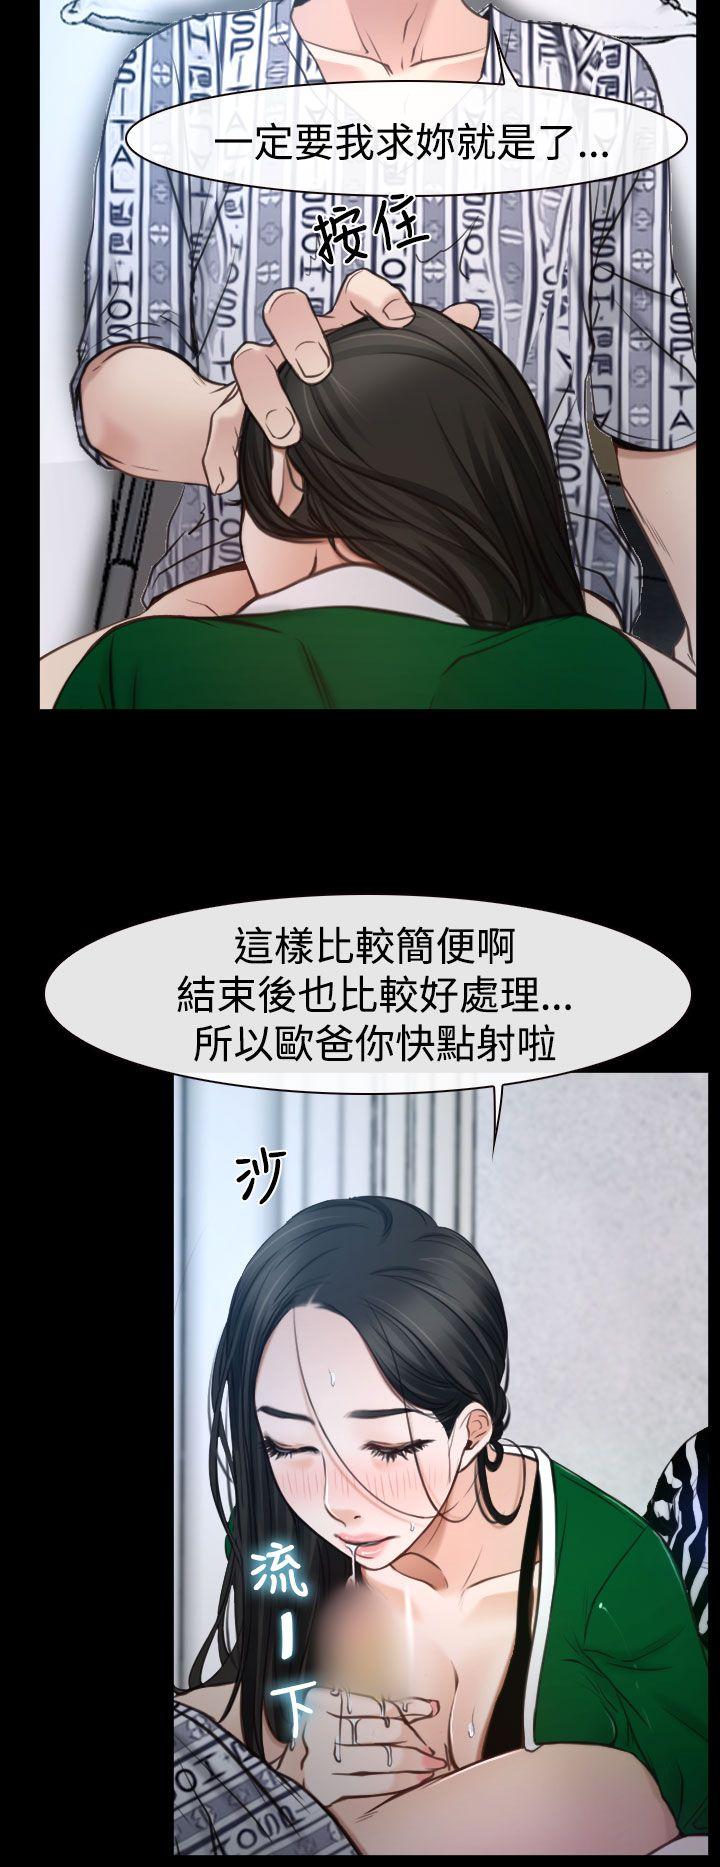 一定要我求妳就是了...
按住
這樣比較簡便啊
結束後也比較好處理...
所以歐爸你快點射啦
沙
流一下